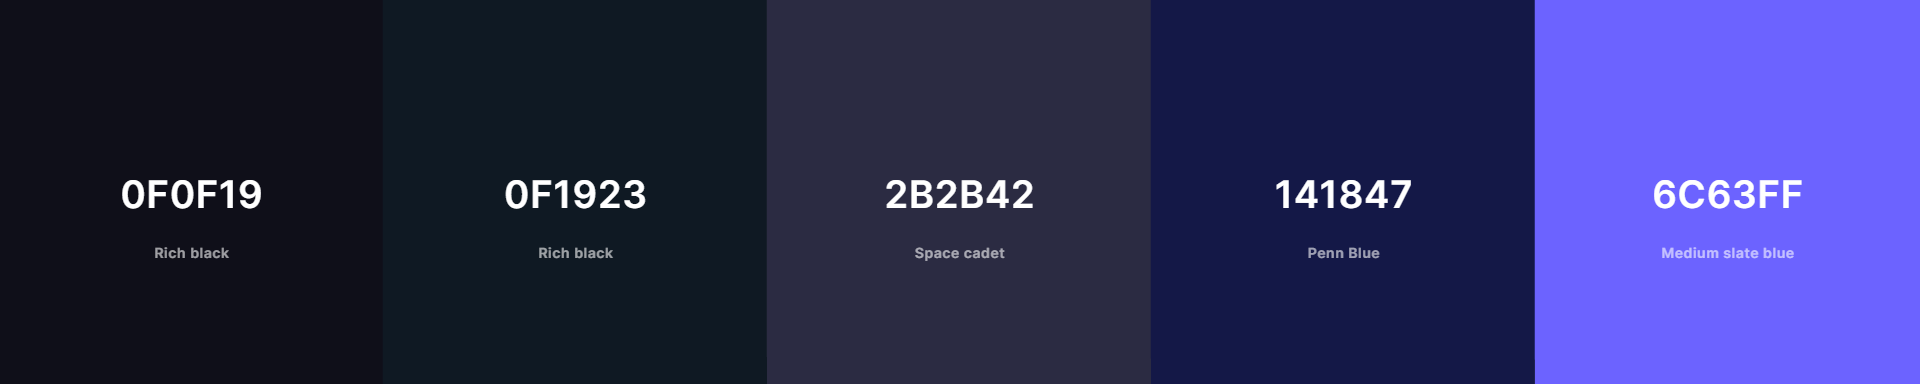 0F0F19
Rich black
0F1923
Rich black
2B2B42
Space cadet
141847
Penn Blue
6C63FF
Medium slate blue